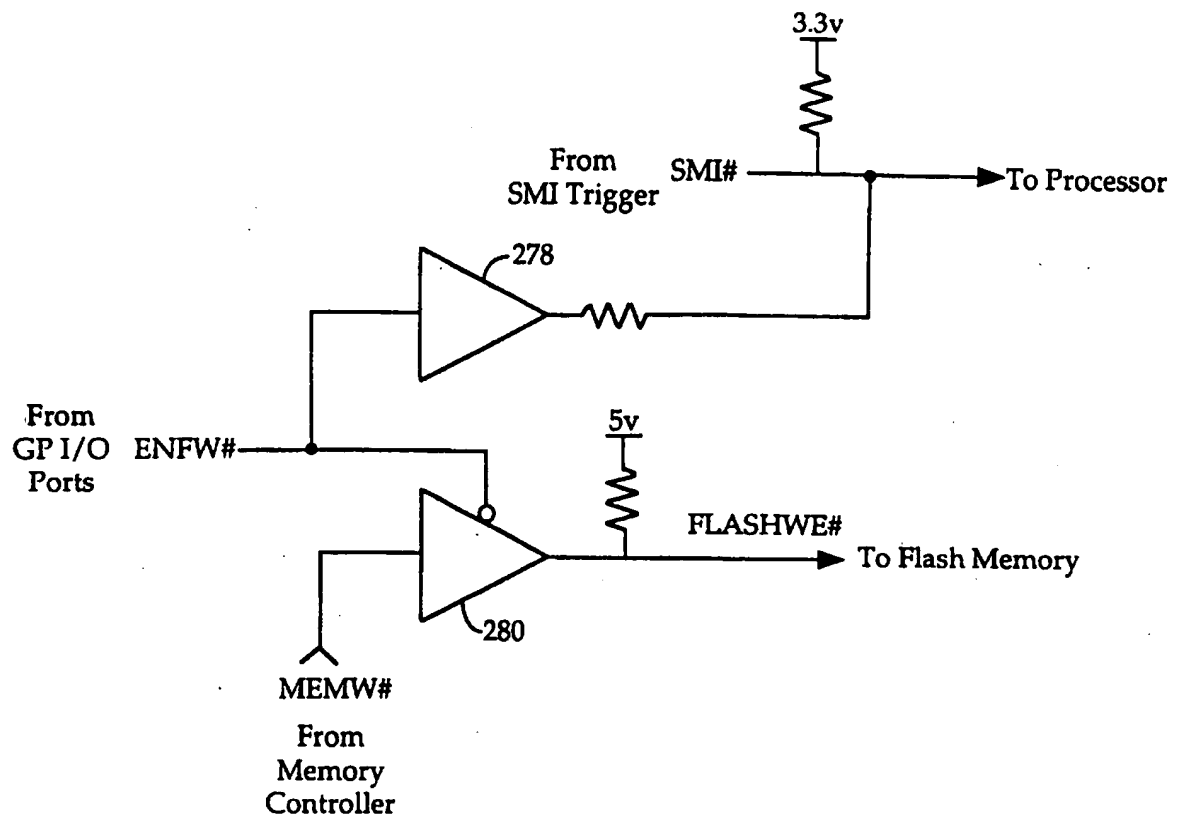 3.3v
From
SMI Trigger
SMI#
To Processor
278
From
GP I/O
Ports
ENFW#
5v
FLASHWE#
To Flash Memory
280
MEMW#
From
Memory
Controller